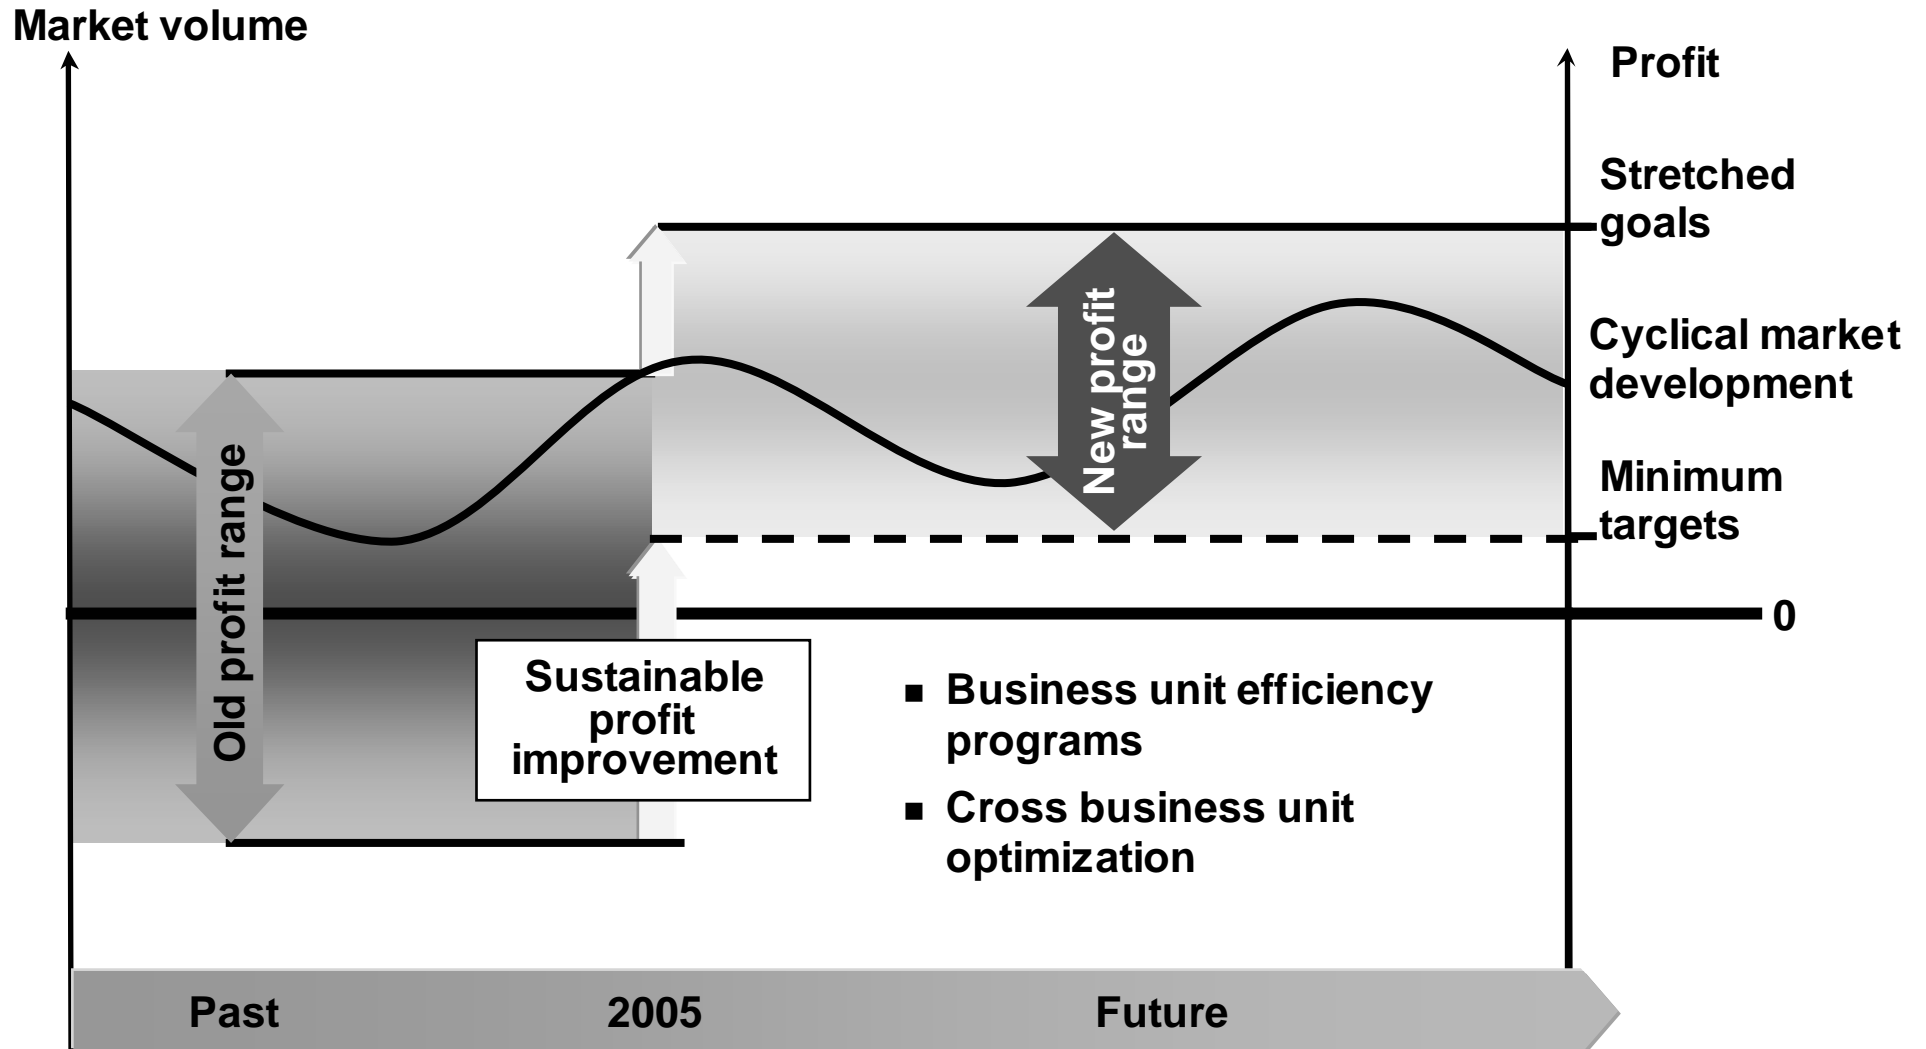 Market volume
Profit
Stretched
goals
Cyclical market
development
Minimum
targets
0
Old profit range
New profit
range
Sustainable
profit
improvement
■ Business unit efficiency
programs
■ Cross business unit
optimization
Past
2005
Future